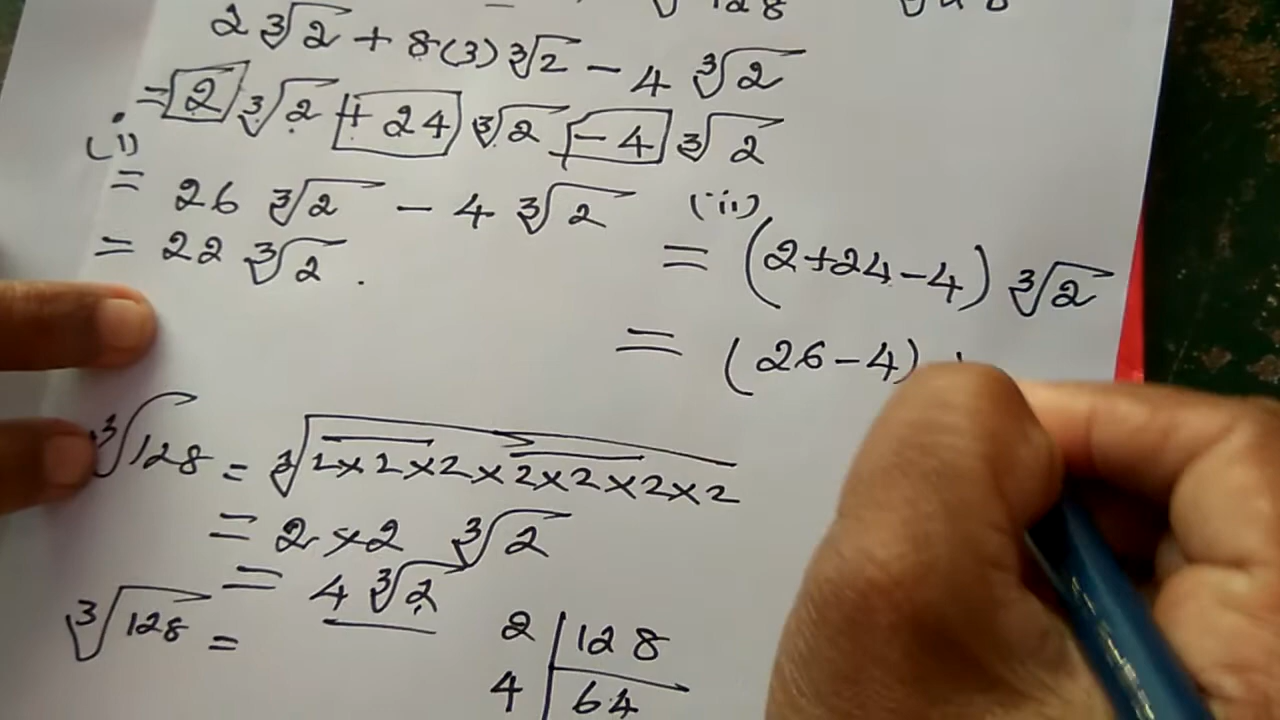 2∛2 + 8(3)∛2 − 4 ∛2
= 2 ∛2 + 24 ∛2 − 4 ∛2
(i)
= 26 ∛2 − 4 ∛2
= 22 ∛2 .
(ii)
= (2+24−4) ∛2
= (26−4)
∛128 = ∛2×2×2×2×2×2×2
= 2×2 ∛2
= 4 ∛2
∛128 =
2 | 128
4 | 64